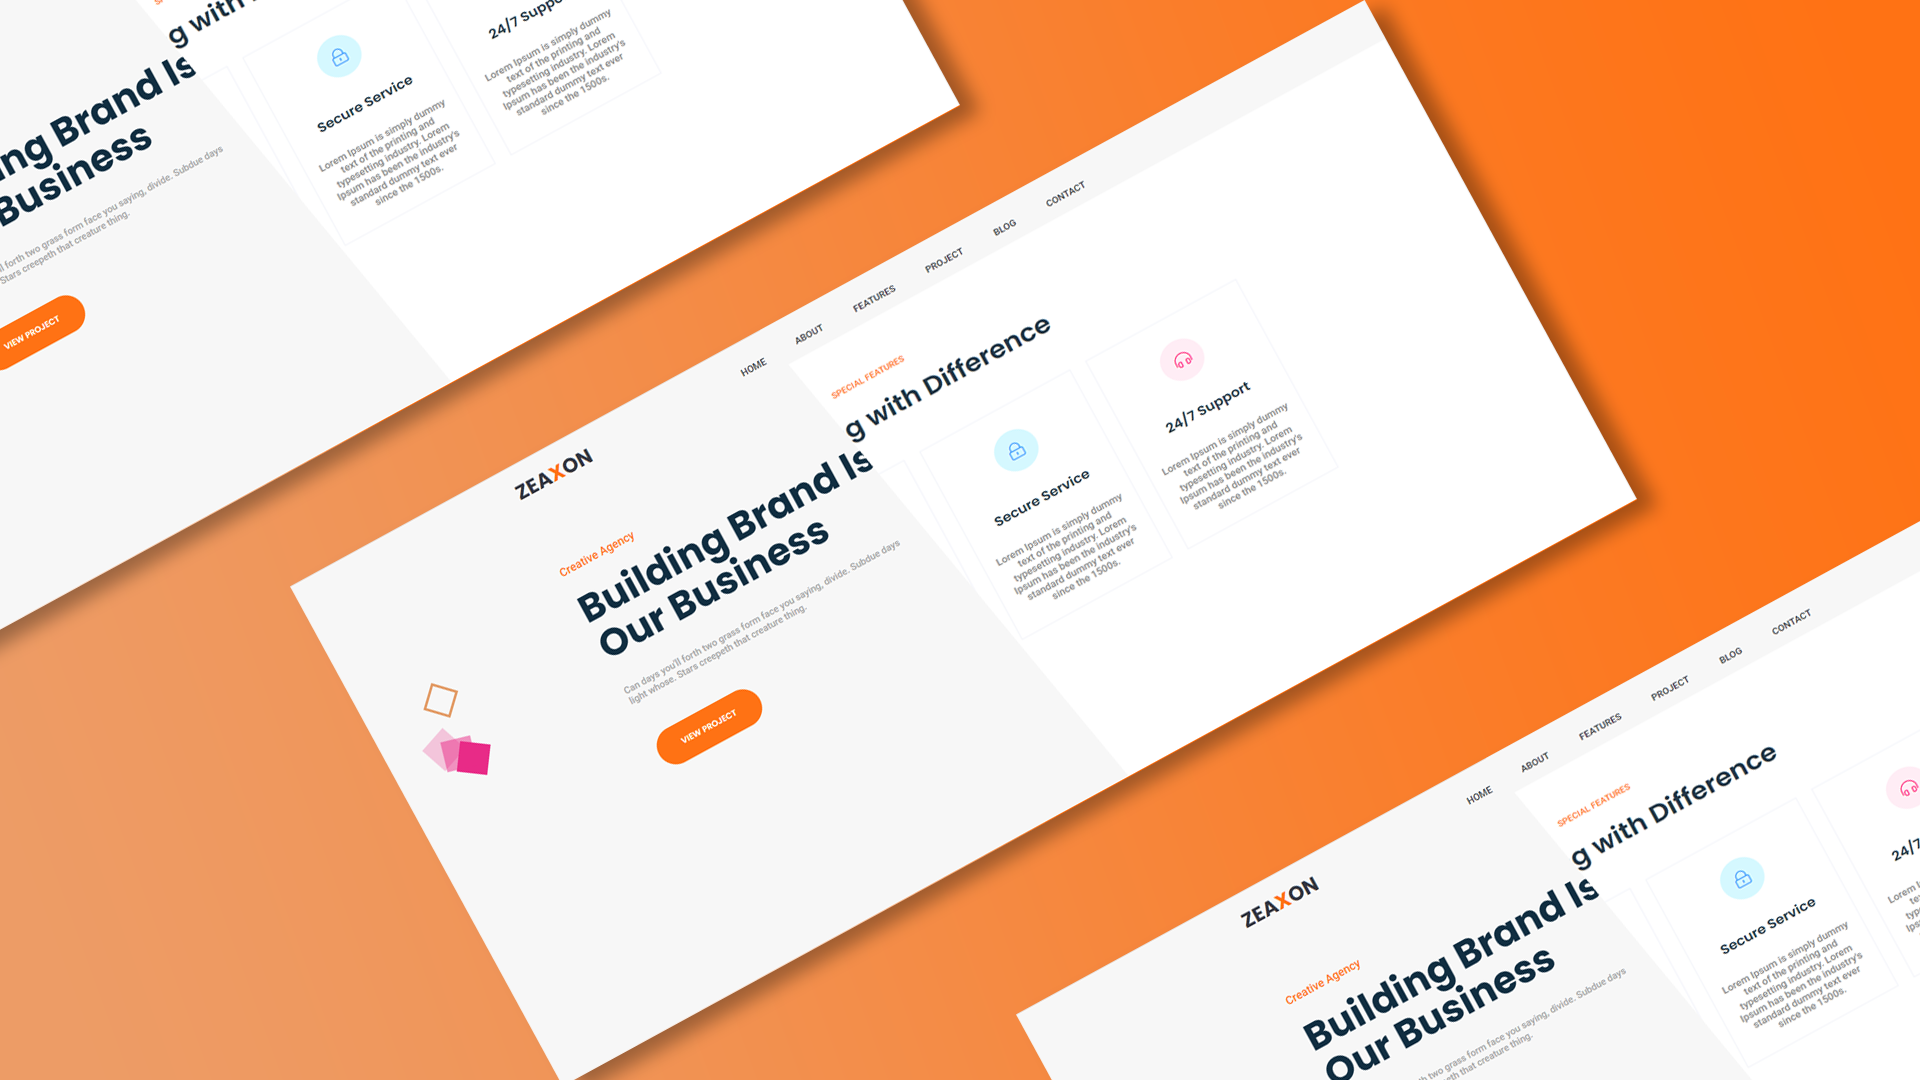 g with
24/7 Suppo
Secure Service
Lorem Ipsum is simply dummy
text of the printing and
typesetting industry. Lorem
Ipsum has been the industry's
standard dummy text ever
since the 1500s.
Lorem Ipsum is simply dummy
text of the printing and
typesetting industry. Lorem
Ipsum has been the industry's
standard dummy text ever
since the 1500s.
ng Brand Is
Business
forth two grass form face you saying, divide. Subdue days
Stars creepeth that creature thing.
VIEW PROJECT
ZEAXON
HOME
ABOUT
FEATURES
PROJECT
BLOG
CONTACT
Creative Agency
Building Brand Is
Our Business
Can days you'll forth two grass form face you saying, divide. Subdue days
light whose. Stars creepeth that creature thing.
VIEW PROJECT
SPECIAL FEATURES
g with Difference
Secure Service
Lorem Ipsum is simply dummy
text of the printing and
typesetting industry. Lorem
Ipsum has been the industry's
standard dummy text ever
since the 1500s.
24/7 Support
Lorem Ipsum is simply dummy
text of the printing and
typesetting industry. Lorem
Ipsum has been the industry's
standard dummy text ever
since the 1500s.
ZEAXON
HOME
ABOUT
FEATURES
PROJECT
BLOG
CONTACT
Creative Agency
Building Brand Is
Our Business
th two grass form face you saying, divide. Subdue days
creepeth that creature thing.
SPECIAL FEATURES
g with Difference
Secure Service
Lorem Ipsum is simply dummy
text of the printing and
typesetting industry. Lorem
Ipsum has been the industry's
standard dummy text ever
since the 1500s.
24/7
Lorem